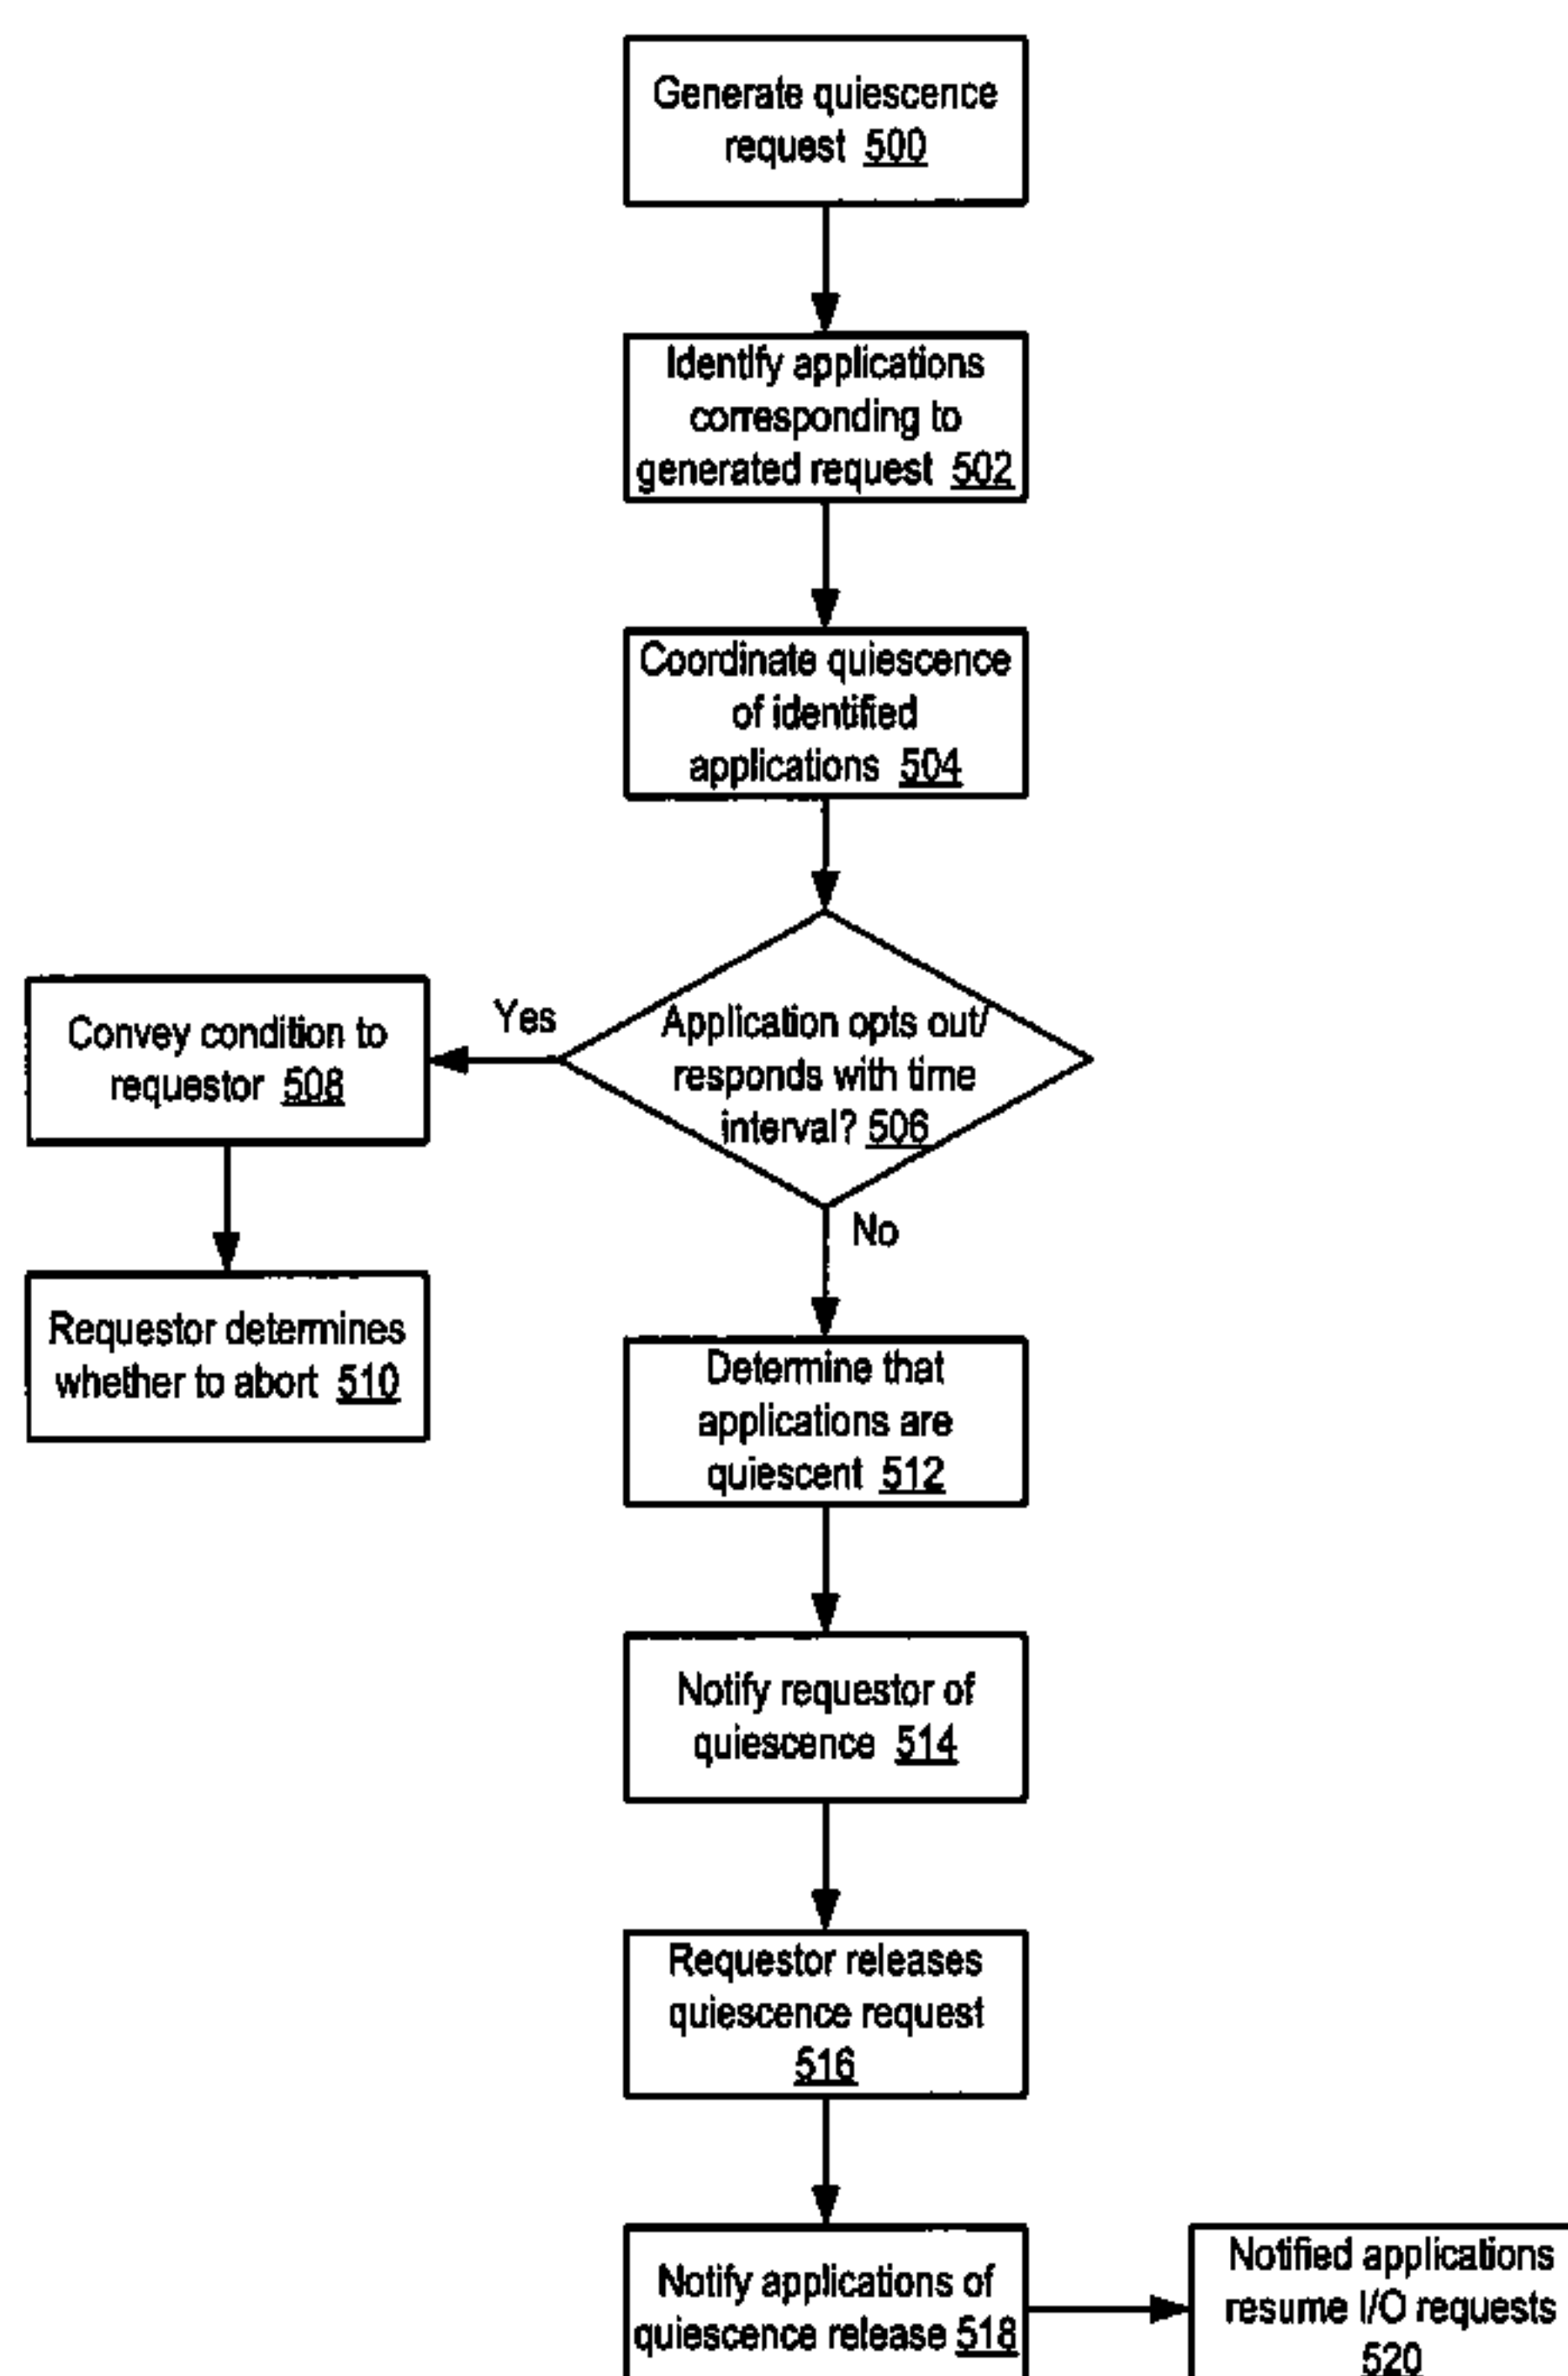 Generate quiescence
request 500
Identify applications
corresponding to
generated request 502
Coordinate quiescence
of identified
applications 504
Application opts out/
responds with time
interval? 506
Yes
Convey condition to
requestor 508
Requestor determines
whether to abort 510
No
Determine that
applications are
quiescent 512
Notify requestor of
quiescence 514
Requestor releases
quiescence request
516
Notify applications of
quiescence release 518
Notified applications
resume I/O requests
520